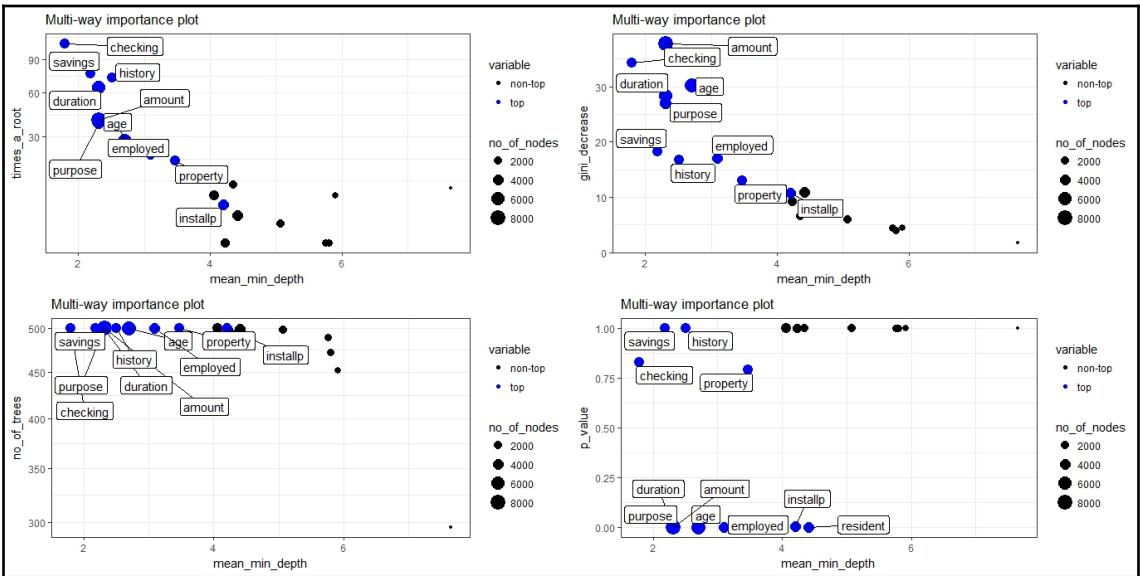 Multi-way importance plot
90
60
30
times_a_root
checking
savings
history
duration
amount
age
employed
purpose
property
installp
2
4
6
mean_min_depth
variable
non-top
top
no_of_nodes
2000
4000
6000
8000
Multi-way importance plot
30
20
10
0
gini_decrease
amount
checking
duration
age
purpose
savings
employed
history
property
installp
2
4
6
mean_min_depth
variable
non-top
top
no_of_nodes
2000
4000
6000
8000
Multi-way importance plot
500
450
400
350
300
no_of_trees
savings
age
property
history
installp
employed
purpose
duration
checking
amount
2
4
6
mean_min_depth
variable
non-top
top
no_of_nodes
2000
4000
6000
8000
Multi-way importance plot
1.00
0.75
0.50
0.25
0.00
p_value
savings
history
checking
property
duration
amount
installp
purpose
age
employed
resident
2
4
6
mean_min_depth
variable
non-top
top
no_of_nodes
2000
4000
6000
8000